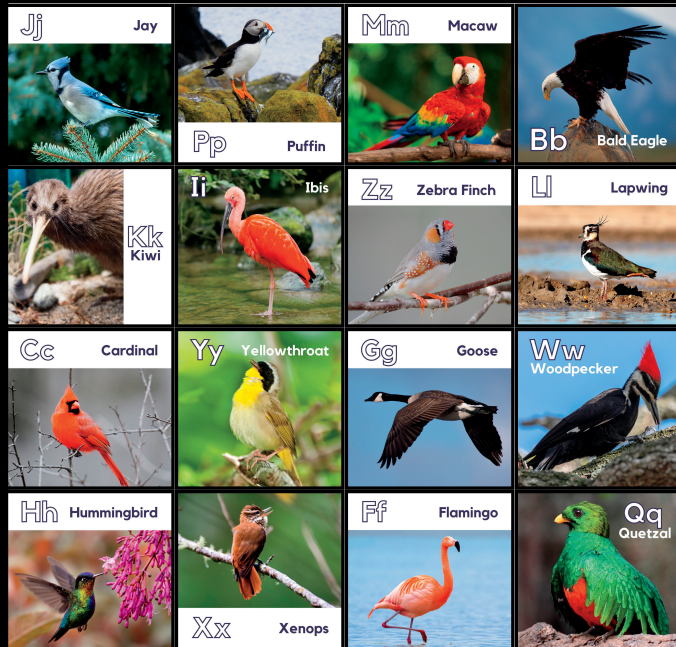 Jj Jay
Pp Puffin
Mm Macaw
Bb Bald Eagle
Kk
Kiwi
Ii Ibis
Zz Zebra Finch
Ll Lapwing
Cc Cardinal
Yy Yellowthroat
Gg Goose
Ww
Woodpecker
Hh Hummingbird
Xx Xenops
Ff Flamingo
Qq
Quetzal